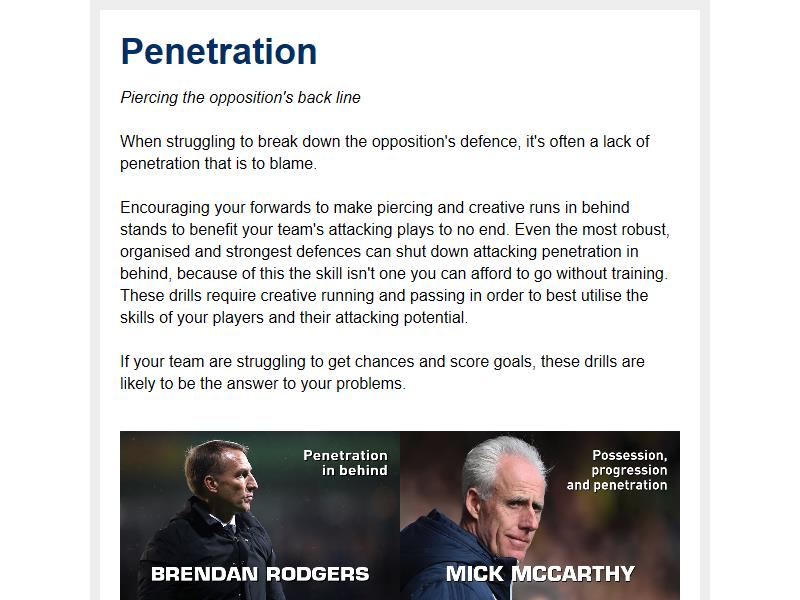 Penetration
Piercing the opposition's back line
When struggling to break down the opposition's defence, it's often a lack of
penetration that is to blame.
Encouraging your forwards to make piercing and creative runs in behind
stands to benefit your team's attacking plays to no end. Even the most robust,
organised and strongest defences can shut down attacking penetration in
behind, because of this the skill isn't one you can afford to go without training.
These drills require creative running and passing in order to best utilise the
skills of your players and their attacking potential.
If your team are struggling to get chances and score goals, these drills are
likely to be the answer to your problems.
Penetration
in behind
BRENDAN RODGERS
Possession,
progression
and penetration
MICK MCCARTHY